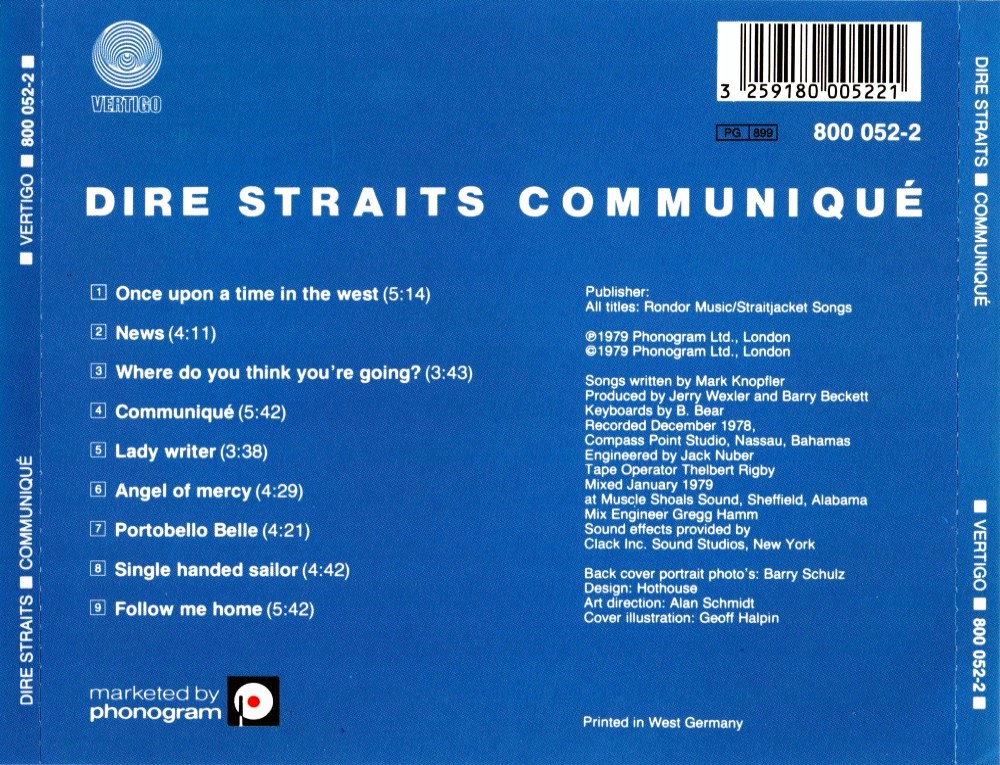 VERTIGO
3 259180 005221
PG 899
800 052-2
DIRE STRAITS COMMUNIQUÉ
1 Once upon a time in the west (5:14)
2 News (4:11)
3 Where do you think you're going? (3:43)
4 Communiqué (5:42)
5 Lady writer (3:38)
6 Angel of mercy (4:29)
7 Portobello Belle (4:21)
8 Single handed sailor (4:42)
9 Follow me home (5:42)
Publisher:
All titles: Rondor Music/Straitjacket Songs
℗1979 Phonogram Ltd., London
©1979 Phonogram Ltd., London
Songs written by Mark Knopfler
Produced by Jerry Wexler and Barry Beckett
Keyboards by B. Bear
Recorded December 1978,
Compass Point Studio, Nassau, Bahamas
Engineered by Jack Nuber
Tape Operator Thelbert Rigby
Mixed January 1979
at Muscle Shoals Sound, Sheffield, Alabama
Mix Engineer Gregg Hamm
Sound effects provided by
Clack Inc. Sound Studios, New York
Back cover portrait photo's: Barry Schulz
Design: Hothouse
Art direction: Alan Schmidt
Cover illustration: Geoff Halpin
marketed by
phonogram
Printed in West Germany
DIRE STRAITS ■ COMMUNIQUÉ
■ VERTIGO ■ 800 052-2 ■
DIRE STRAITS ■ COMMUNIQUÉ
■ VERTIGO ■ 800 052-2 ■